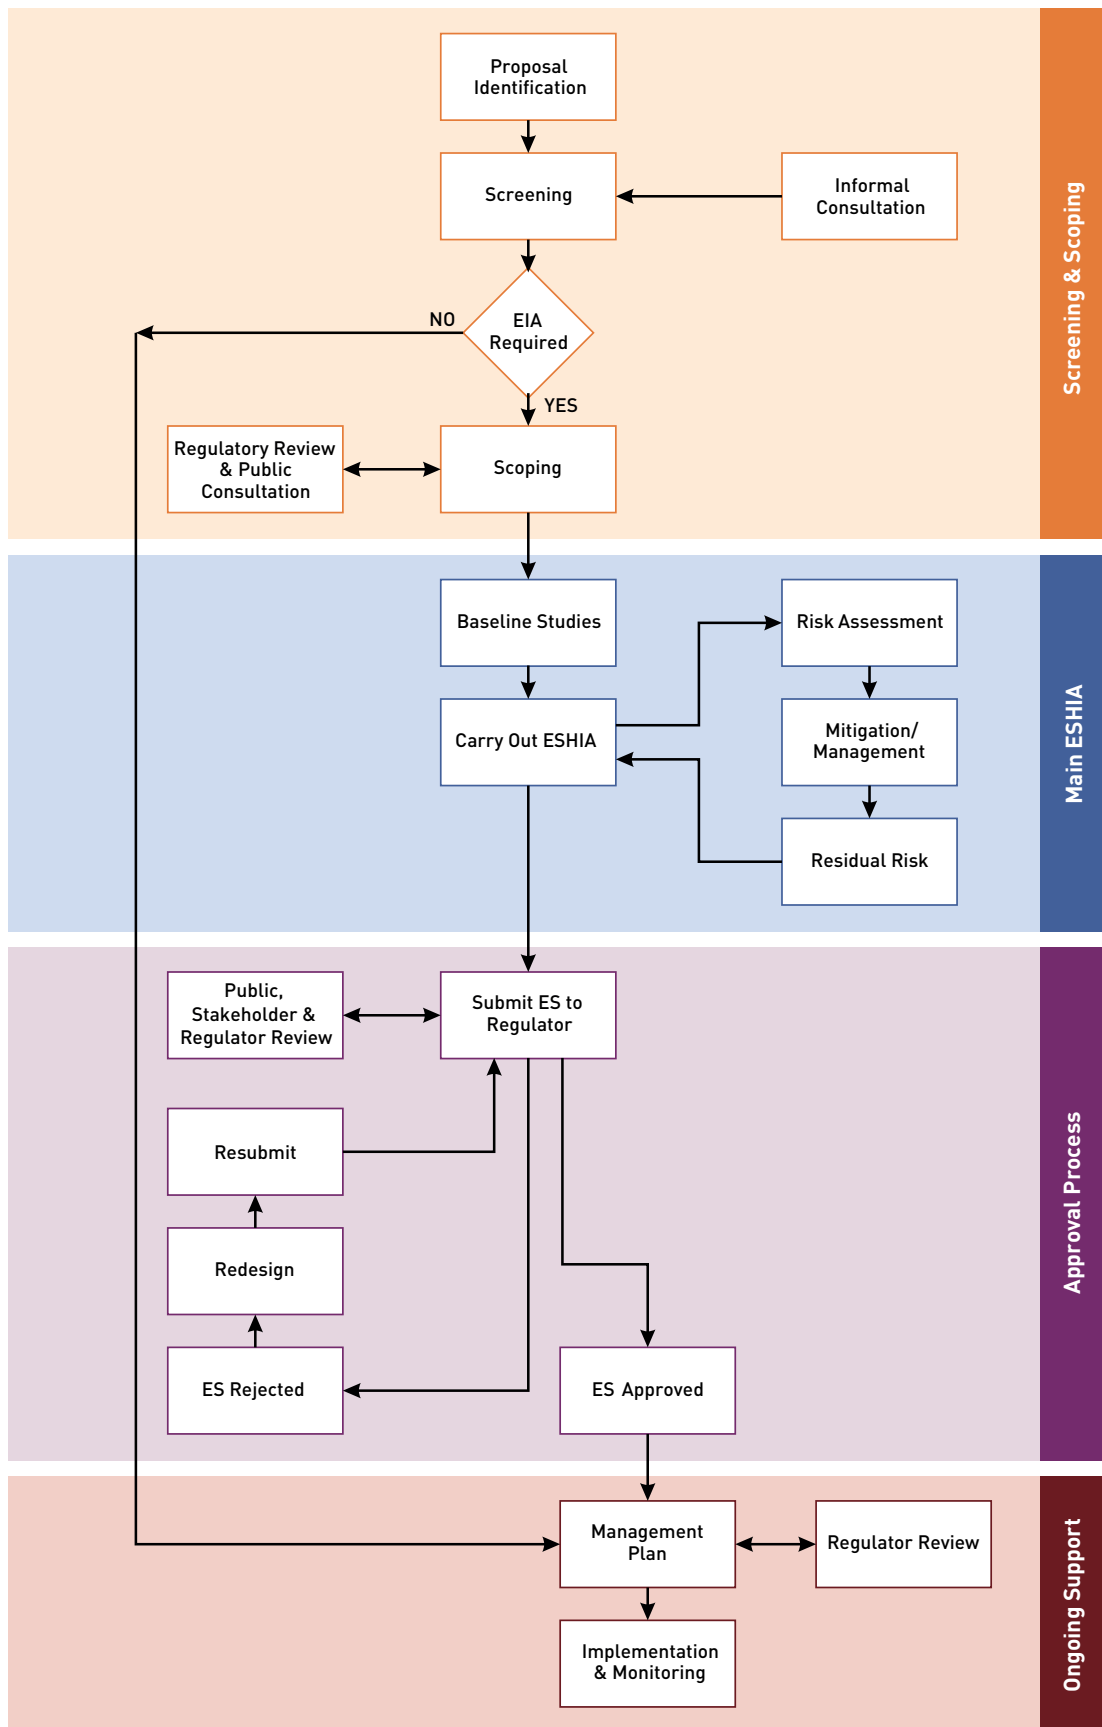 Proposal
Identification
Screening
Informal
Consultation
NO
EIA
Required
YES
Regulatory Review
& Public
Consultation
Scoping
Screening & Scoping
Baseline Studies
Risk Assessment
Carry Out ESHIA
Mitigation/
Management
Residual Risk
Main ESHIA
Public,
Stakeholder &
Regulator Review
Submit ES to
Regulator
Resubmit
Redesign
ES Rejected
ES Approved
Approval Process
Management
Plan
Regulator Review
Implementation
& Monitoring
Ongoing Support